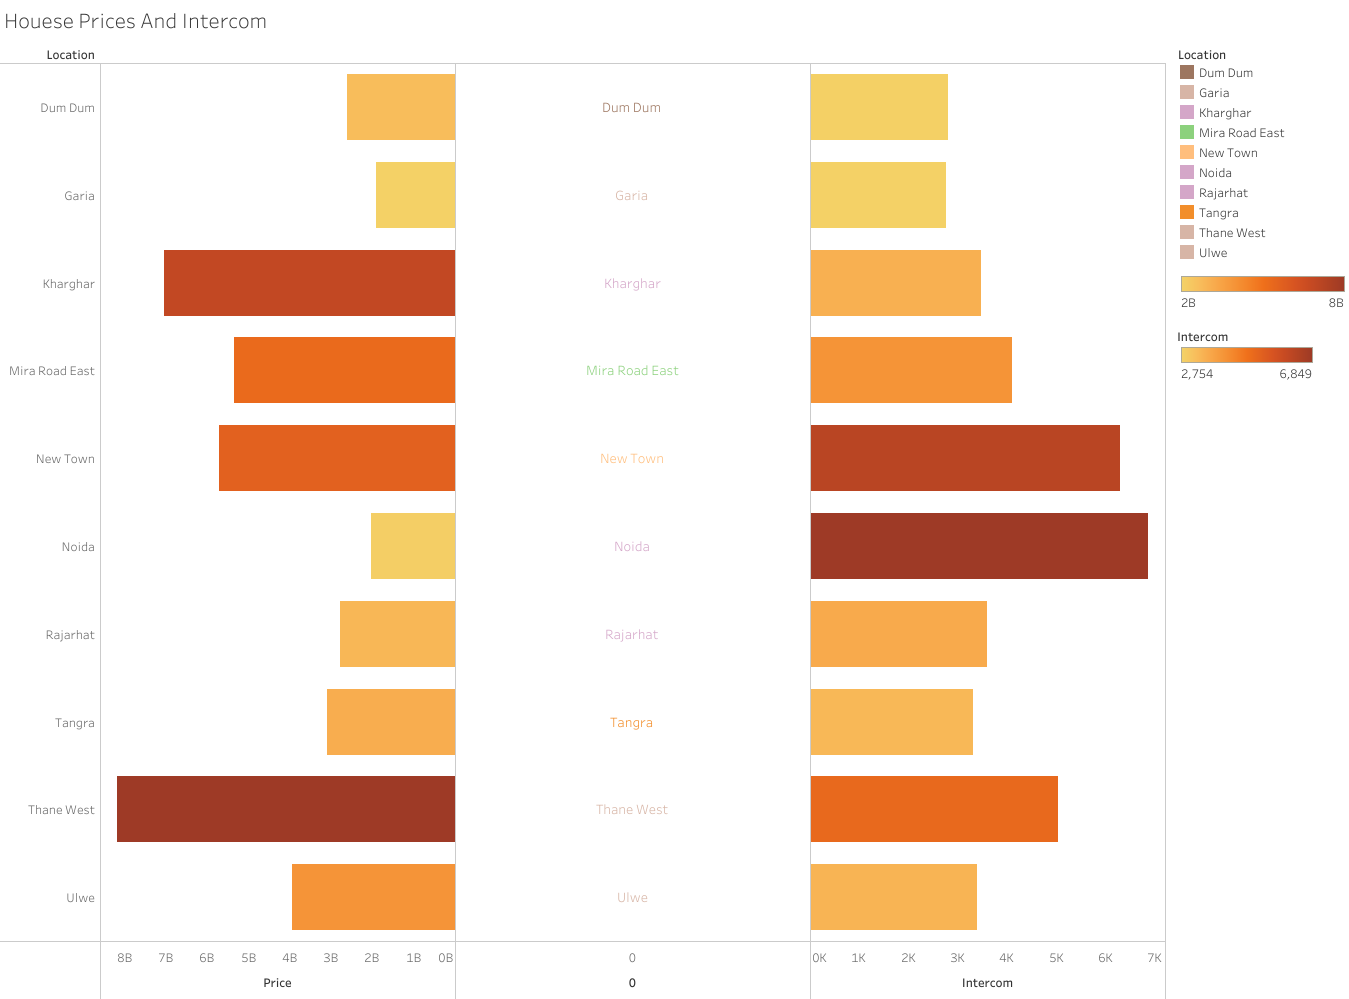 Houese Prices And Intercom
Location
Dum Dum
Garia
Kharghar
Mira Road East
New Town
Noida
Rajarhat
Tangra
Thane West
Ulwe
Dum Dum
Garia
Kharghar
Mira Road East
New Town
Noida
Rajarhat
Tangra
Thane West
Ulwe
8B 7B 6B 5B 4B 3B 2B 1B 0B
Price
0
0
0K 1K 2K 3K 4K 5K 6K 7K
Intercom
Location
Dum Dum
Garia
Kharghar
Mira Road East
New Town
Noida
Rajarhat
Tangra
Thane West
Ulwe
2B 8B
Intercom
2,754 6,849